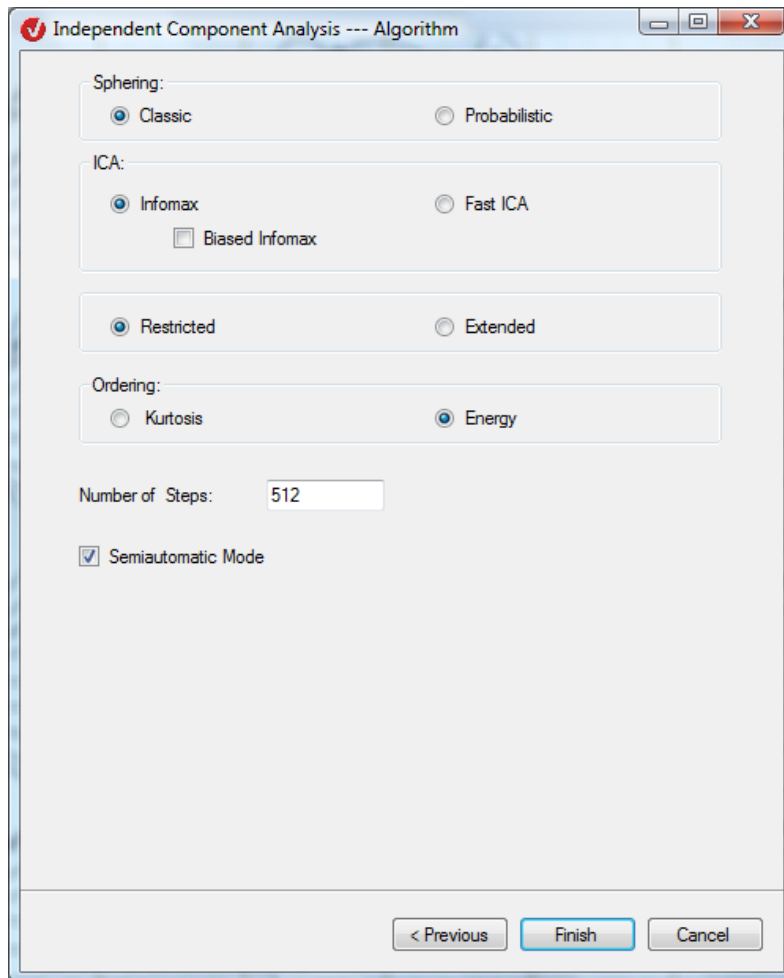 Independent Component Analysis --- Algorithm
Sphering:
Classic
Probabilistic
ICA:
Infomax
Fast ICA
Biased Infomax
Restricted
Extended
Ordering:
Kurtosis
Energy
Number of Steps: 512
Semiautomatic Mode
< Previous
Finish
Cancel